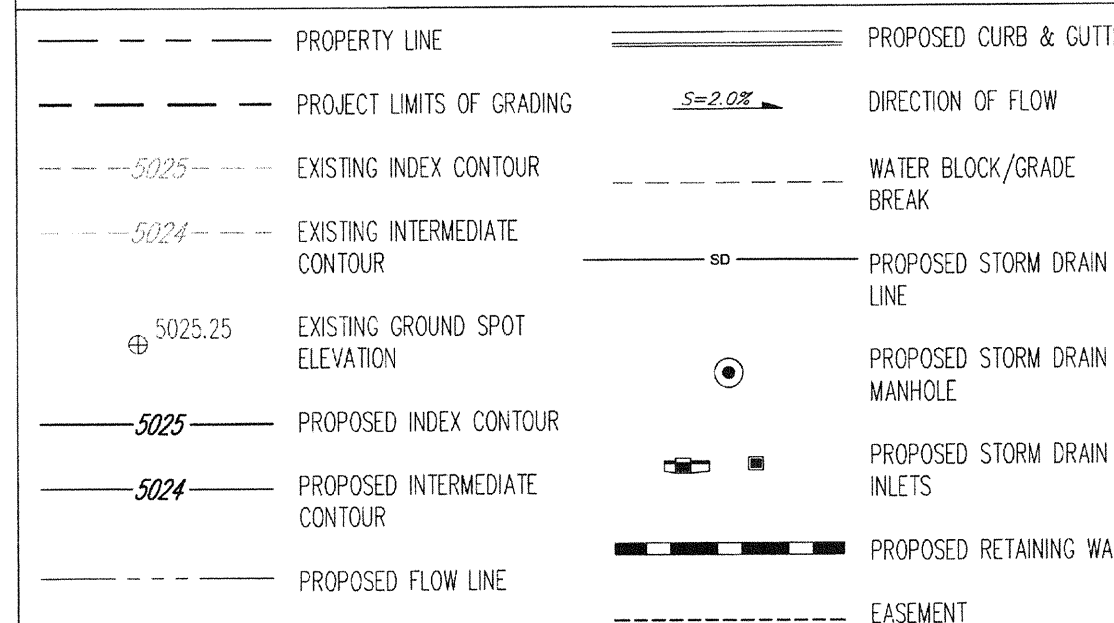 PROPERTY LINE
PROJECT LIMITS OF GRADING
5025
EXISTING INDEX CONTOUR
5024
EXISTING INTERMEDIATE
CONTOUR
5025.25
EXISTING GROUND SPOT
ELEVATION
5025
PROPOSED INDEX CONTOUR
5024
PROPOSED INTERMEDIATE
CONTOUR
PROPOSED FLOW LINE
PROPOSED CURB & GUTT
S=2.0%
DIRECTION OF FLOW
WATER BLOCK/GRADE
BREAK
SD
PROPOSED STORM DRAIN
LINE
PROPOSED STORM DRAIN
MANHOLE
PROPOSED STORM DRAIN
INLETS
PROPOSED RETAINING WA
EASEMENT